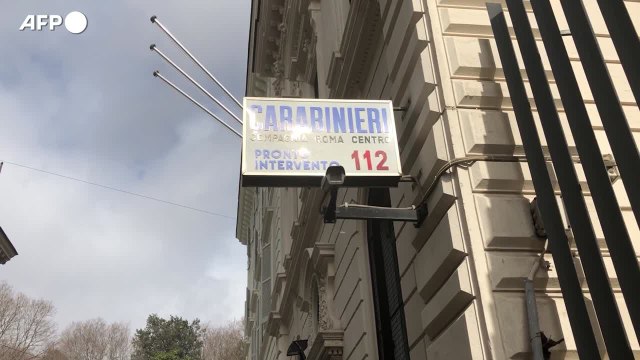 AFP
CARABINIERI
COMPAGNIA ROMA CENTRO
PRONTO
INTERVENTO 112